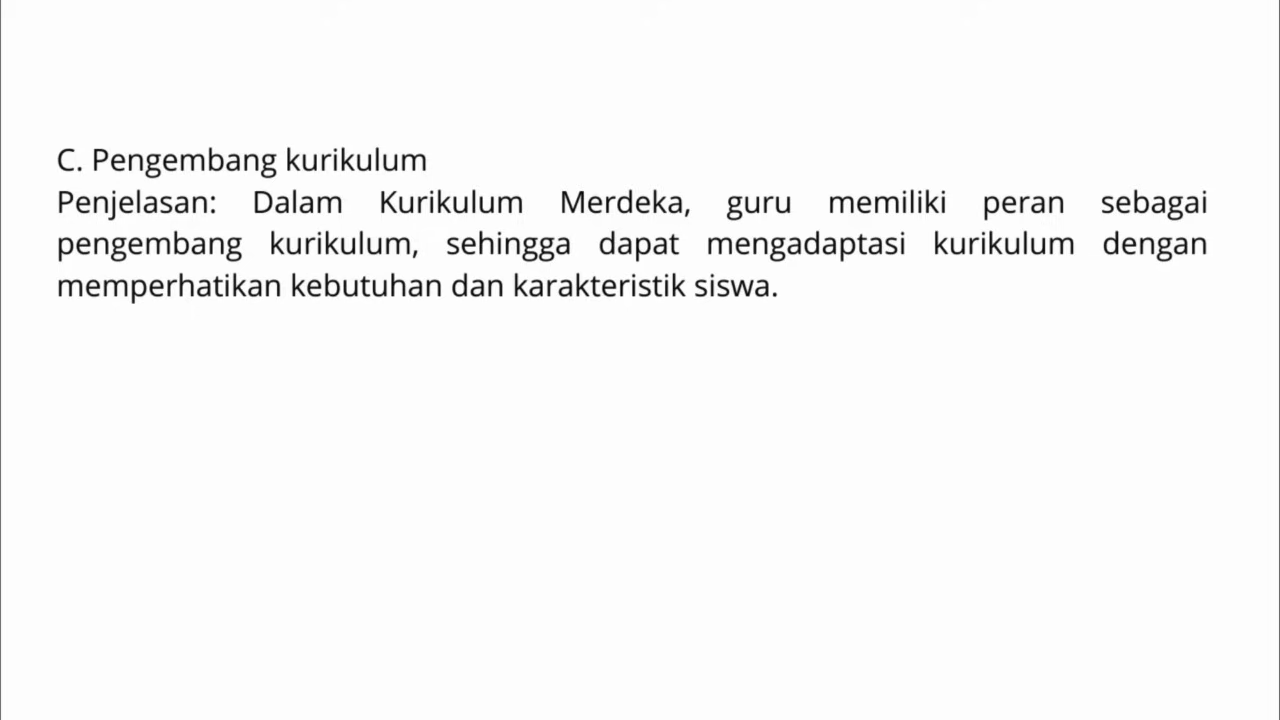 C. Pengembang kurikulum
Penjelasan: Dalam Kurikulum Merdeka, guru memiliki peran sebagai
pengembang kurikulum, sehingga dapat mengadaptasi kurikulum dengan
memperhatikan kebutuhan dan karakteristik siswa.